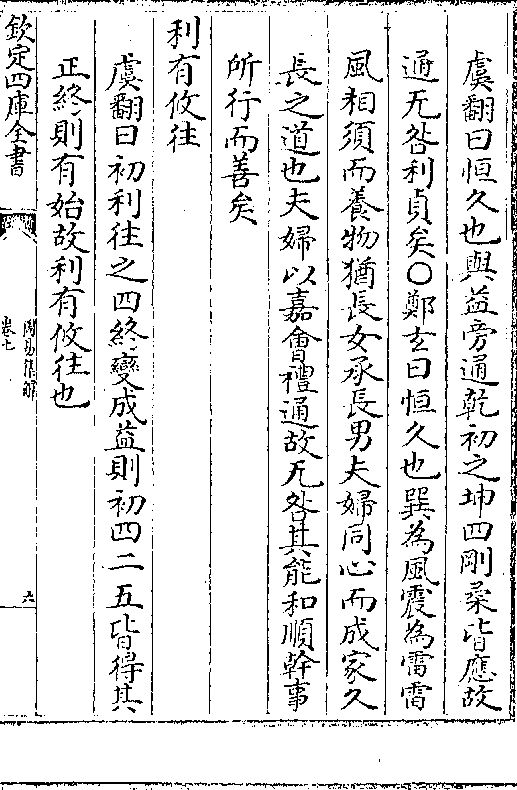 虞翻曰恒久也與益旁通乾初之坤四剛柔皆應故
通无咎利貞矣○鄭玄曰恒久也巽為風震為雷雷
風相須而養物猶長女承長男夫婦同心而成家久
長之道也夫婦以嘉會禮通故无咎其能和順幹事
所行而善矣
利有攸往
虞翻曰初利往之四終變成益則初四二五皆得其
正終則有始故利有攸往也
欽定四庫全書
周易集解
卷七
六